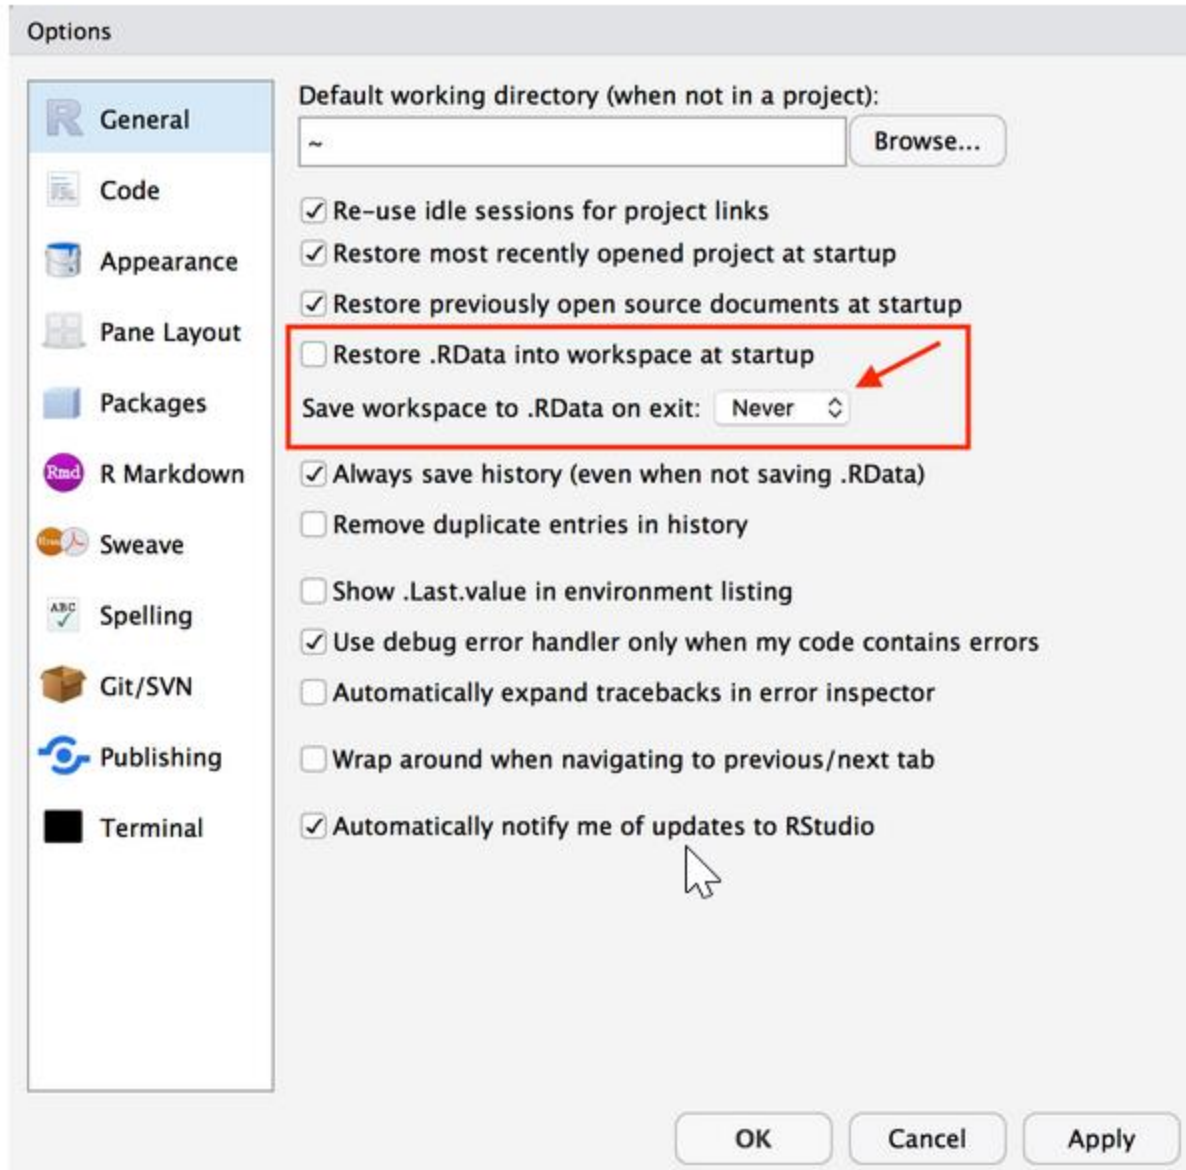 Options
General
Code
Appearance
Pane Layout
Packages
Rmd R Markdown
Sweave
ABC Spelling
Git/SVN
Publishing
Terminal
Default working directory (when not in a project):
~ Browse...
Re-use idle sessions for project links
Restore most recently opened project at startup
Restore previously open source documents at startup
Restore .RData into workspace at startup
Save workspace to .RData on exit: Never
Always save history (even when not saving .RData)
Remove duplicate entries in history
Show .Last.value in environment listing
Use debug error handler only when my code contains errors
Automatically expand tracebacks in error inspector
Wrap around when navigating to previous/next tab
Automatically notify me of updates to RStudio
OK Cancel Apply